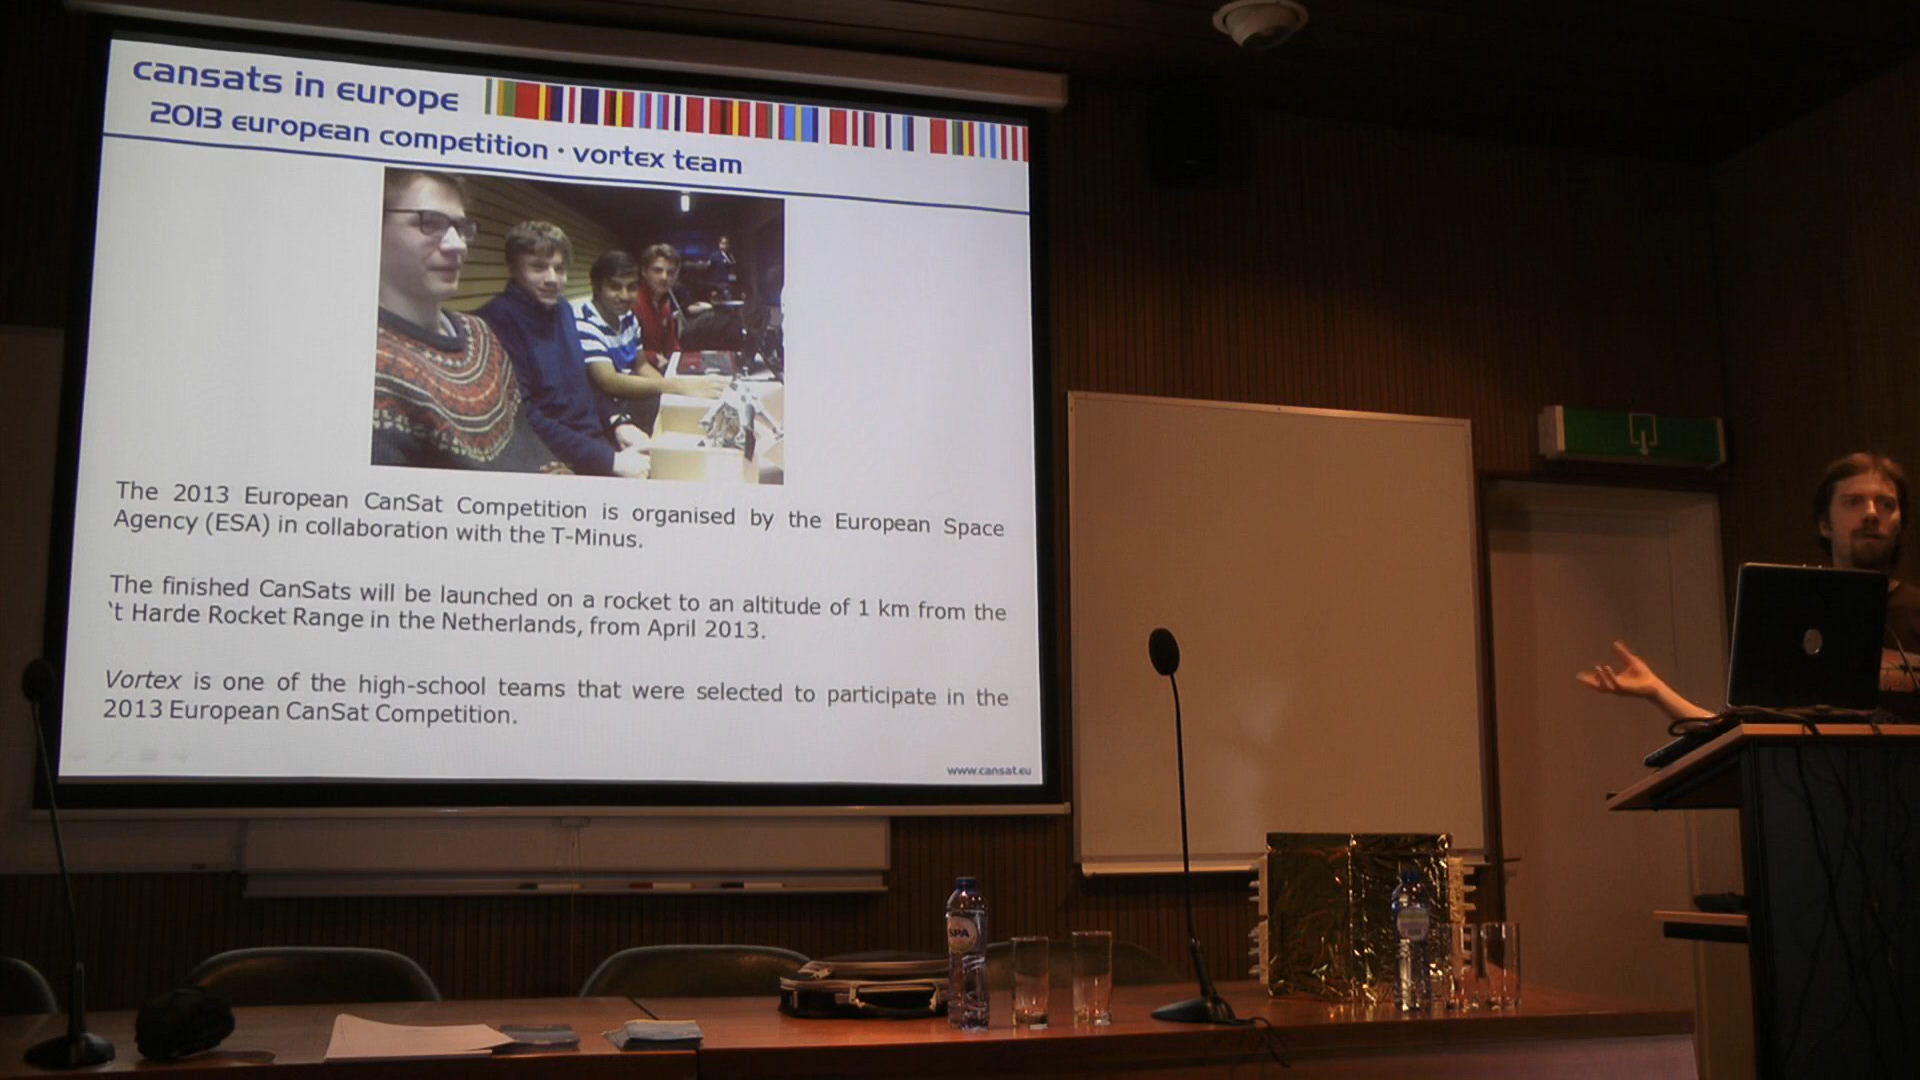 cansats in europe
2013 european competition · vortex team
The 2013 European CanSat Competition is organised by the European Space
Agency (ESA) in collaboration with the T-Minus.
The finished CanSats will be launched on a rocket to an altitude of 1 km from the
't Harde Rocket Range in the Netherlands, from April 2013.
Vortex is one of the high-school teams that were selected to participate in the
2013 European CanSat Competition.
www.cansat.eu
SPA